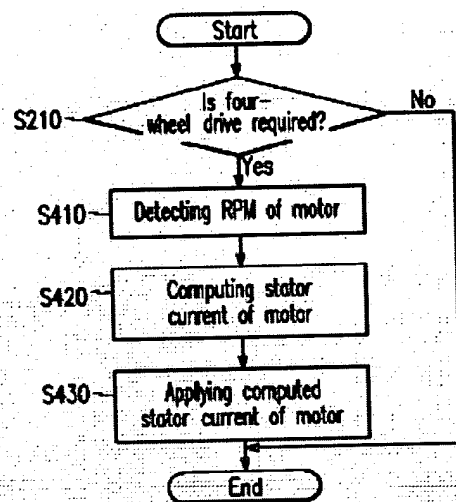 Start
S210
Is four-
wheel drive required?
No
Yes
S410
Detecting RPM of motor
S420
Computing stator
current of motor
S430
Applying computed
stator current of motor
End